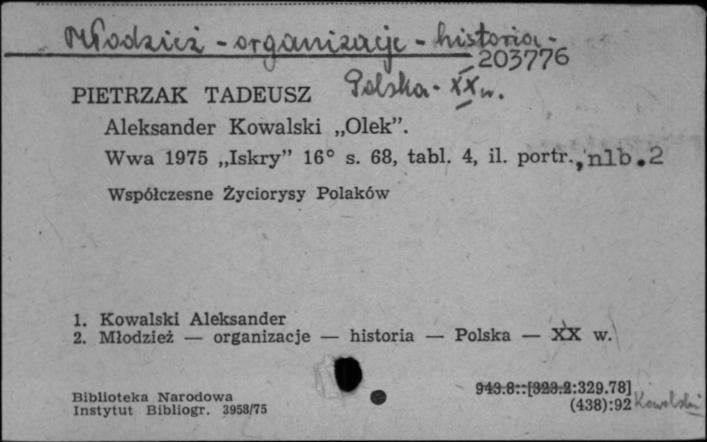 Młodzież - organizacje - historia -
203776
Polska - XX w.
PIETRZAK TADEUSZ
Aleksander Kowalski „Olek”.
Wwa 1975 „Iskry” 16° s. 68, tabl. 4, il. portr., nlb. 2
Współczesne Życiorysy Polaków
1. Kowalski Aleksander
2. Młodzież — organizacje — historia — Polska — XX w.
Biblioteka Narodowa
Instytut Bibliogr. 3958/75
943.8::[323.2:329.78]
(438):92 Kowalski